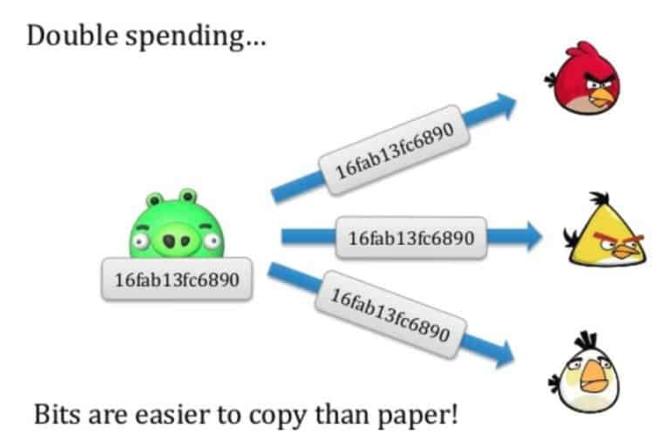 Double spending...
16fab13fc6890
16fab13fc6890
16fab13fc6890
16fab13fc6890
Bits are easier to copy than paper!